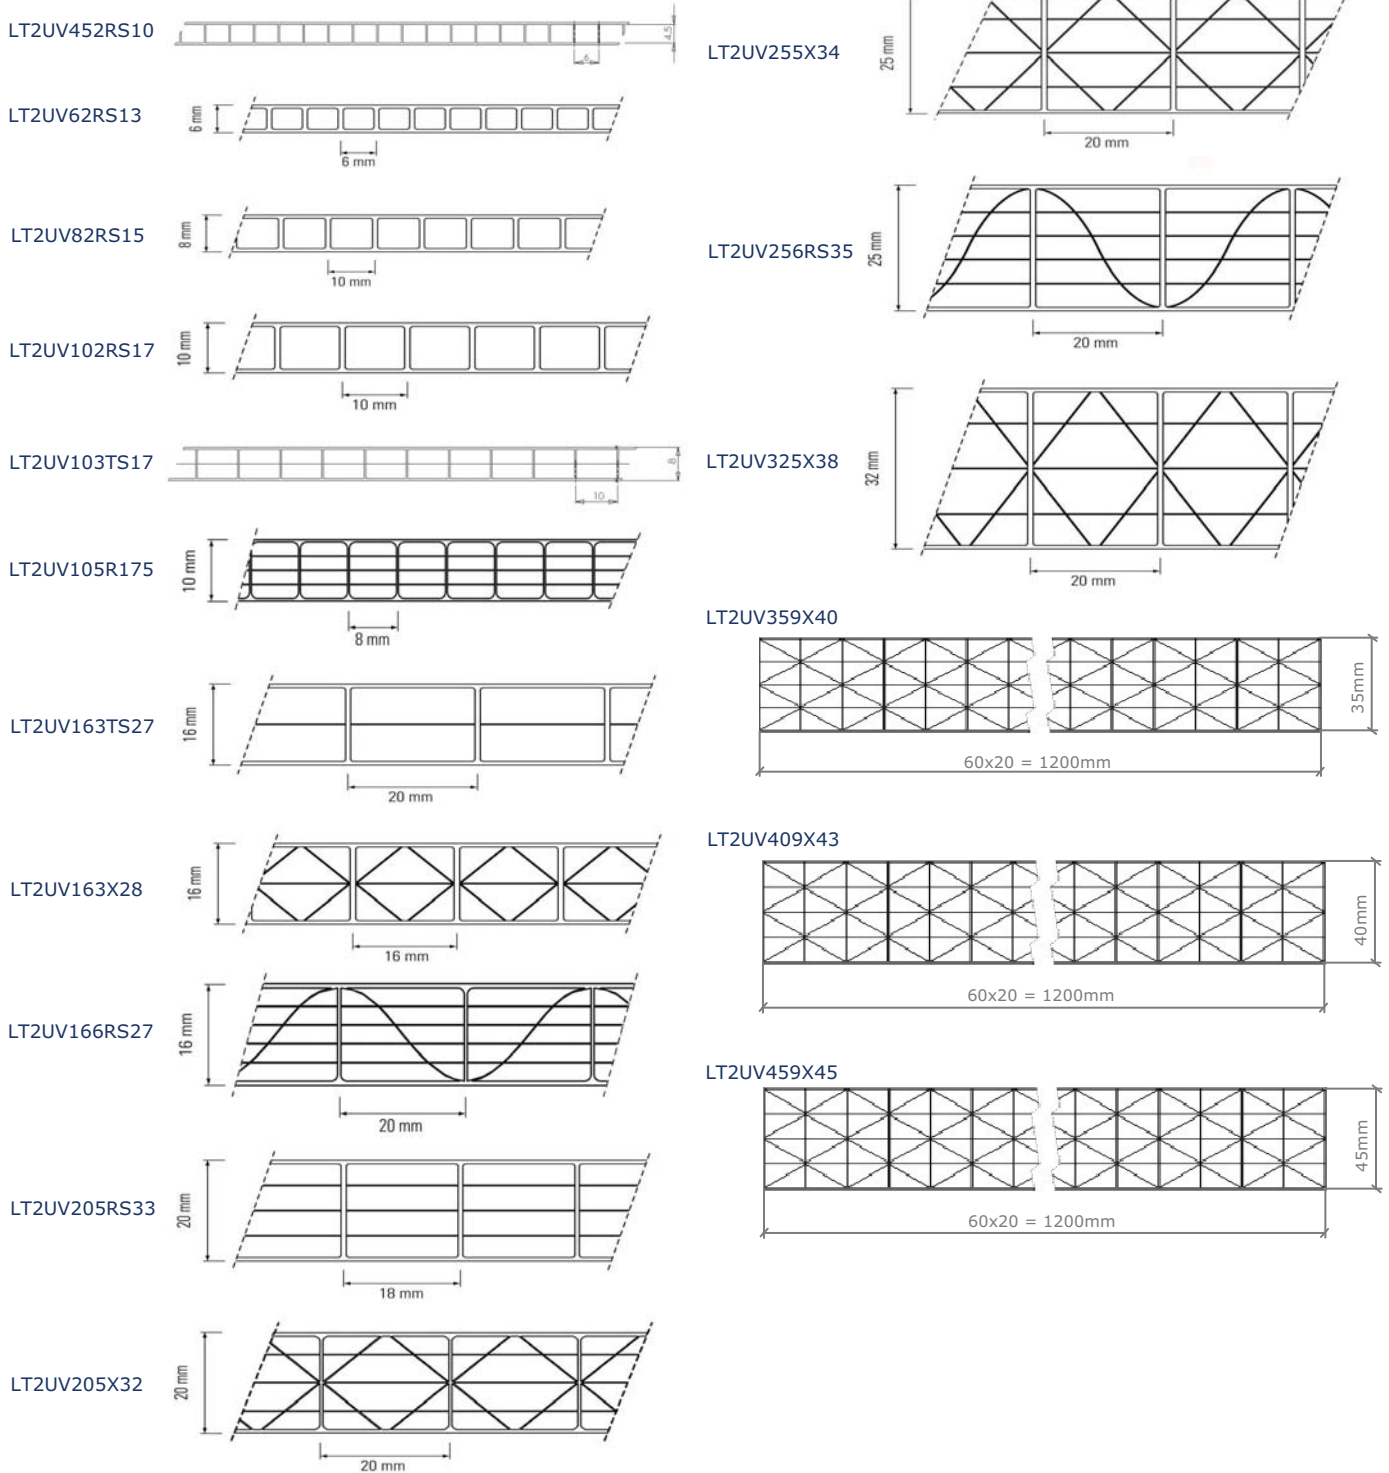 LT2UV452RS10
4,5
6
LT2UV62RS13
6 mm
6 mm
LT2UV82RS15
8 mm
10 mm
LT2UV102RS17
10 mm
10 mm
LT2UV103TS17
8
10
LT2UV105R175
10 mm
8 mm
LT2UV163TS27
16 mm
20 mm
LT2UV163X28
16 mm
16 mm
LT2UV166RS27
16 mm
20 mm
LT2UV205RS33
20 mm
18 mm
LT2UV205X32
20 mm
20 mm
LT2UV255X34
25 mm
20 mm
LT2UV256RS35
25 mm
20 mm
LT2UV325X38
32 mm
20 mm
LT2UV359X40
35mm
60x20 = 1200mm
LT2UV409X43
40mm
60x20 = 1200mm
LT2UV459X45
45mm
60x20 = 1200mm